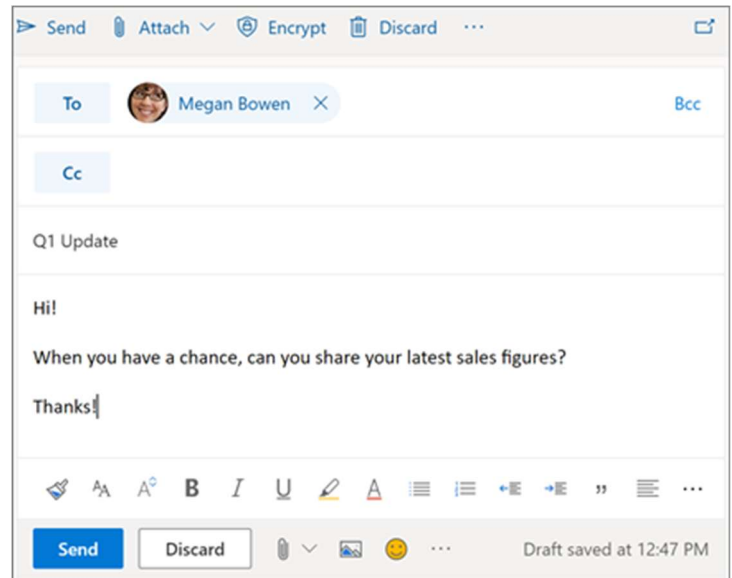 Send Attach Encrypt Discard ...
To Megan Bowen Bcc
Cc
Q1 Update
Hi!
When you have a chance, can you share your latest sales figures?
Thanks!
AA A B I U A ” ...
Send Discard ... Draft saved at 12:47 PM